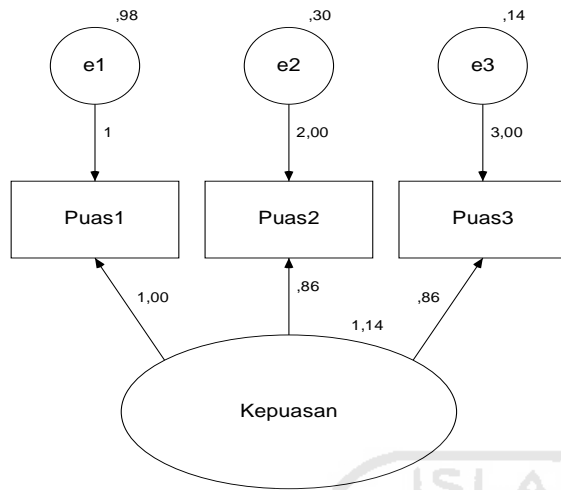 ,98 ,30 ,14
e1 e2 e3
1 2,00 3,00
Puas1 Puas2 Puas3
1,00 ,86 ,86
1,14
Kepuasan
ISLA